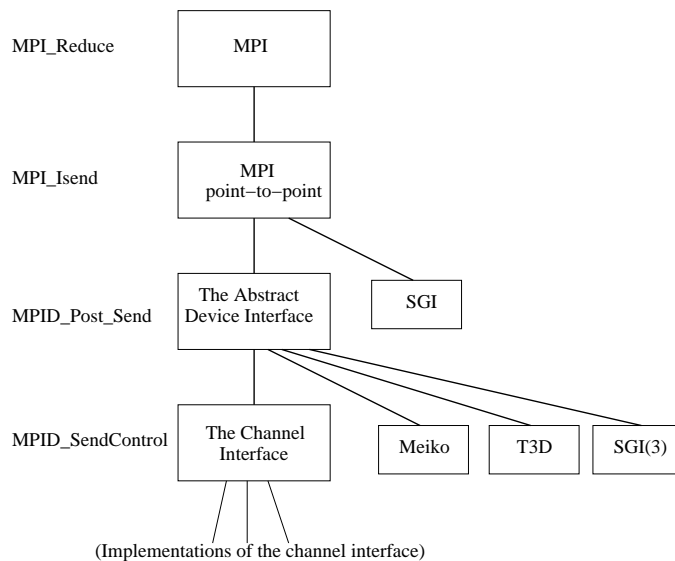 MPI_Reduce
MPI
MPI_Isend
MPI
point−to−point
MPID_Post_Send
The Abstract
Device Interface
SGI
MPID_SendControl
The Channel
Interface
Meiko
T3D
SGI(3)
(Implementations of the channel interface)